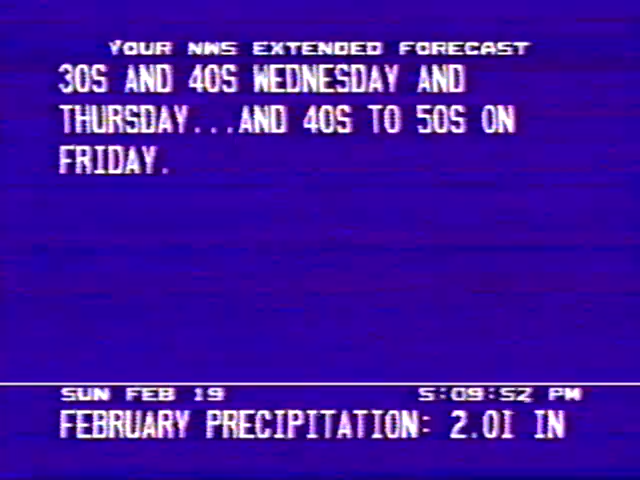 YOUR NWS EXTENDED FORECAST
30S AND 40S WEDNESDAY AND
THURSDAY...AND 40S TO 50S ON
FRIDAY.
SUN FEB 19
5:09:52 PM
FEBRUARY PRECIPITATION: 2.01 IN